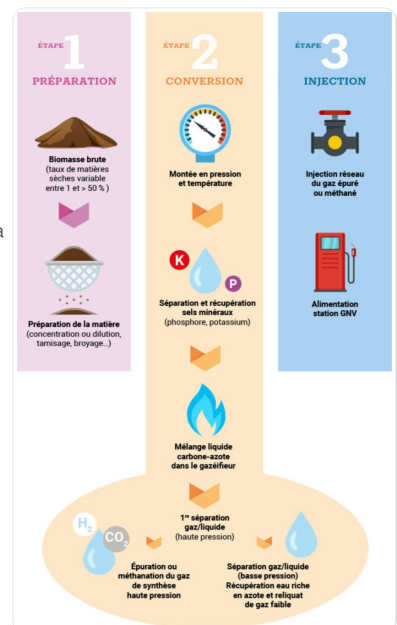 ÉTAPE 1
PRÉPARATION
Biomasse brute
(taux de matières
sèches variable
entre 1 et > 50 %)
Préparation de la matière
(concentration ou dilution,
tamisage, broyage...)
ÉTAPE 2
CONVERSION
Montée en pression
et température
K
P
Séparation et récupération
sels minéraux
(phosphore, potassium)
Mélange liquide
carbone-azote
dans le gazéifieur
1re séparation
gaz/liquide
(haute pression)
H2
CO2
Épuration ou
méthanation du gaz
de synthèse
haute pression
Séparation gaz/liquide
(basse pression)
Récupération eau riche
en azote et reliquat
de gaz faible
ÉTAPE 3
INJECTION
Injection réseau
du gaz épuré
ou méthané
Alimentation
station GNV
a